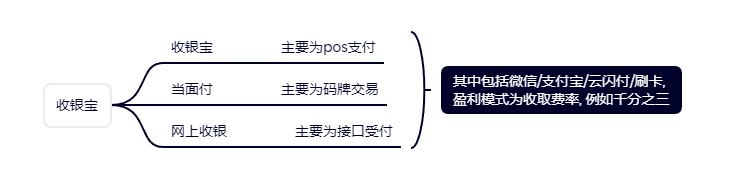 收银宝
收银宝 主要为pos支付
当面付 主要为码牌交易
网上收银 主要为接口受付
其中包括微信/支付宝/云闪付/刷卡,
盈利模式为收取费率, 例如千分之三